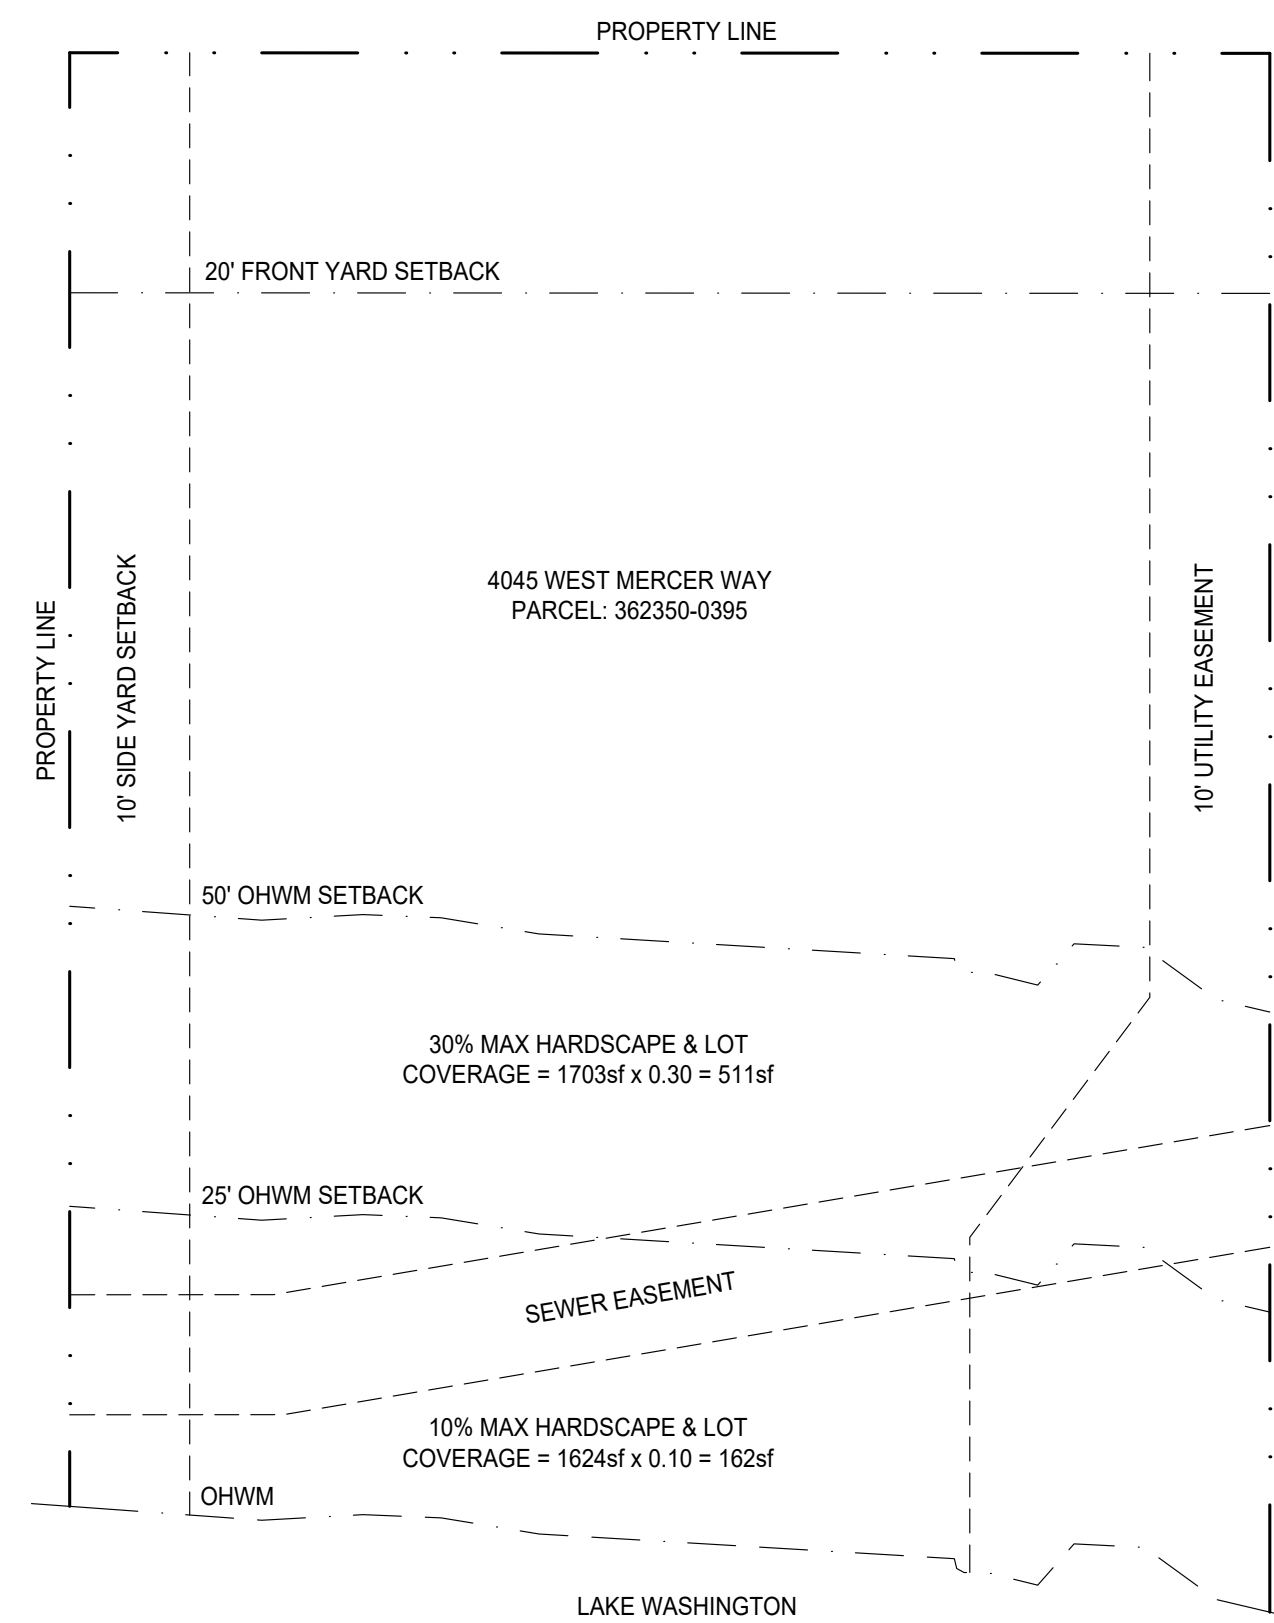 PROPERTY LINE
20' FRONT YARD SETBACK
4045 WEST MERCER WAY
PARCEL: 362350-0395
PROPERTY LINE
10' SIDE YARD SETBACK
10' UTILITY EASEMENT
50' OHWM SETBACK
30% MAX HARDSCAPE & LOT
COVERAGE = 1703sf x 0.30 = 511sf
25' OHWM SETBACK
SEWER EASEMENT
10% MAX HARDSCAPE & LOT
COVERAGE = 1624sf x 0.10 = 162sf
OHWM
LAKE WASHINGTON